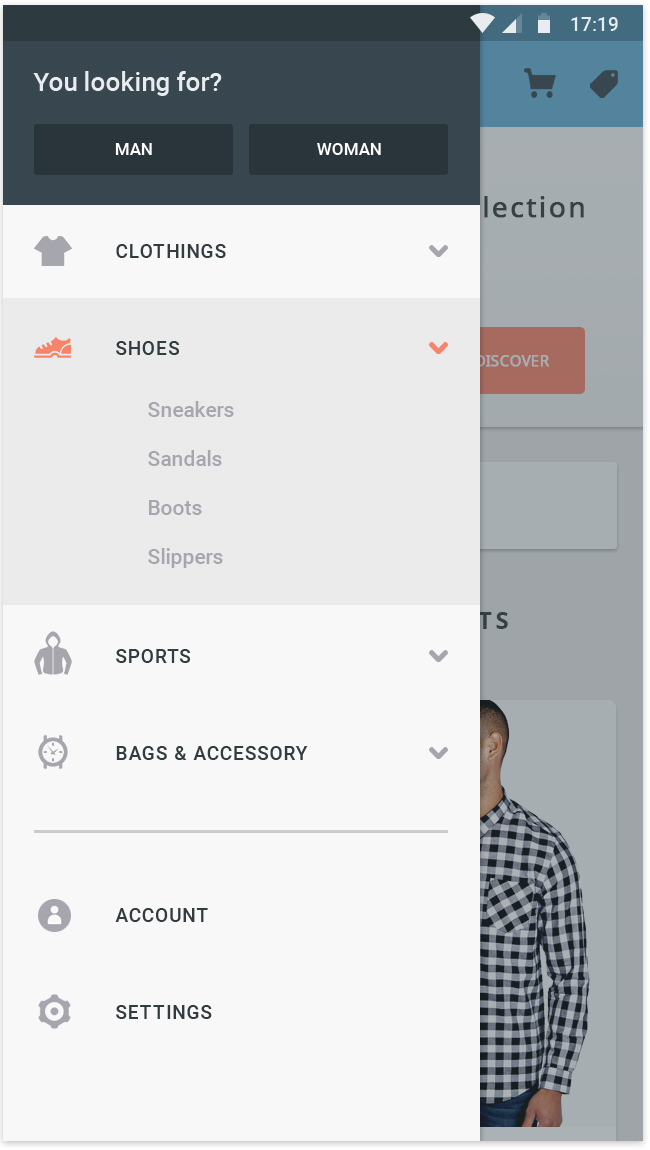 17:19
You looking for?
MAN
WOMAN
lection
CLOTHINGS
SHOES
DISCOVER
Sneakers
Sandals
Boots
Slippers
TS
SPORTS
BAGS & ACCESSORY
ACCOUNT
SETTINGS